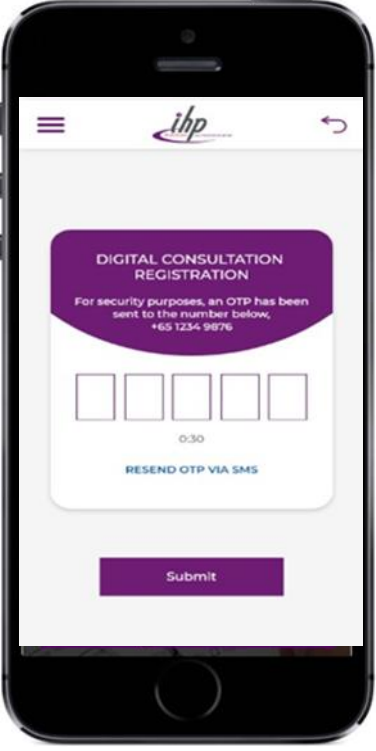 ihp
DIGITAL CONSULTATION
REGISTRATION
For security purposes, an OTP has been
sent to the number below,
+65 1234 9876
0:30
RESEND OTP VIA SMS
Submit